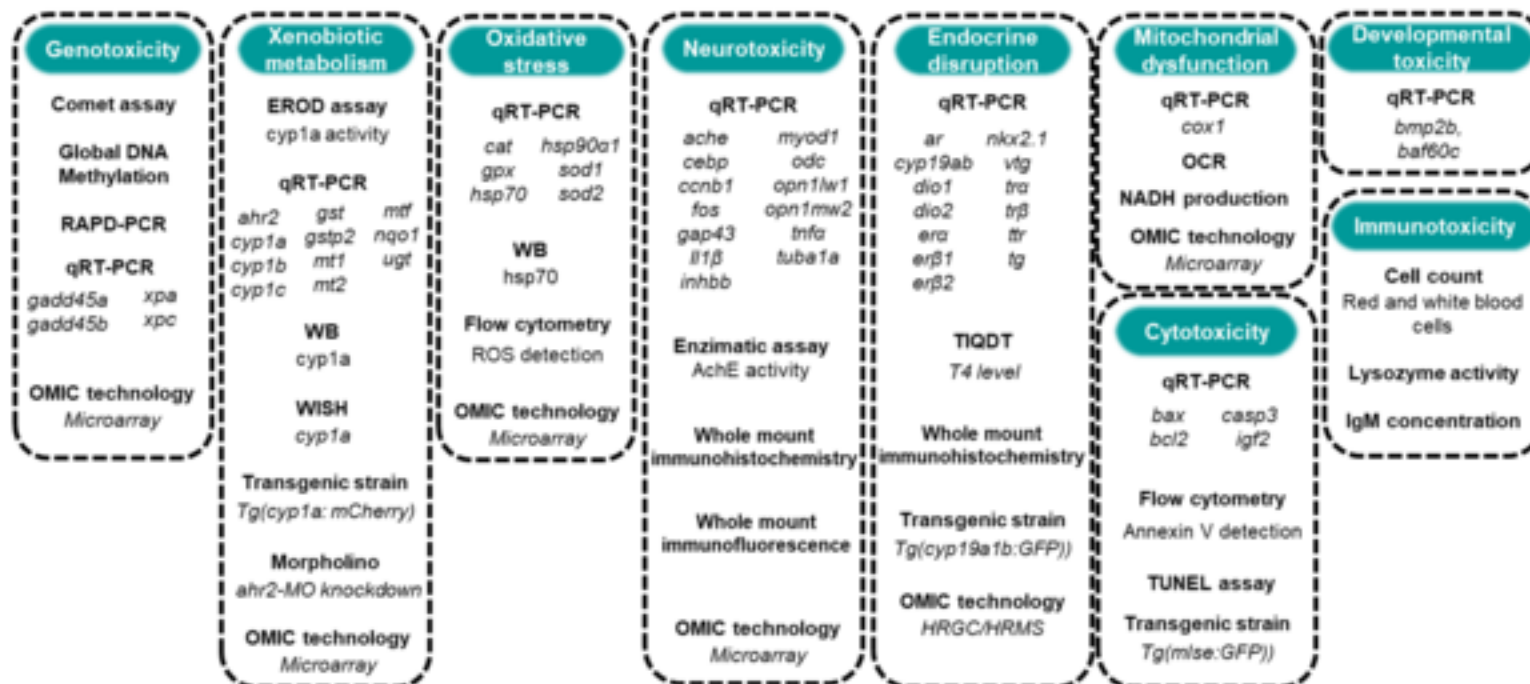 Genotoxicity
Comet assay
Global DNA
Methylation
RAPD-PCR
qRT-PCR
gadd45a xpa
gadd45b xpc
OMIC technology
Microarray
Xenobiotic
metabolism
EROD assay
cyp1a activity
qRT-PCR
ahr2 gst mtf
cyp1a gstp2 nqo1
cyp1b mt1 ugt
cyp1c mt2
WB
cyp1a
WISH
cyp1a
Transgenic strain
Tg(cyp1a: mCherry)
Morpholino
ahr2-MO knockdown
OMIC technology
Microarray
Oxidative
stress
qRT-PCR
cat hsp90α1
gpx sod1
hsp70 sod2
WB
hsp70
Flow cytometry
ROS detection
OMIC technology
Microarray
Neurotoxicity
qRT-PCR
ache myod1
cebp odc
ccnb1 opn1lw1
fos opn1mw2
gap43 tnfα
Il1β tuba1a
inhbb
Enzimatic assay
AchE activity
Whole mount
immunohistochemistry
Whole mount
immunofluorescence
OMIC technology
Microarray
Endocrine
disruption
qRT-PCR
ar nkx2.1
cyp19ab vtg
dio1 trα
dio2 trβ
erα ttr
erβ1 tg
erβ2
TIQDT
T4 level
Whole mount
immunohistochemistry
Transgenic strain
Tg(cyp19a1b:GFP))
OMIC technology
HRGC/HRMS
Mitochondrial
dysfunction
qRT-PCR
cox1
OCR
NADH production
OMIC technology
Microarray
Cytotoxicity
qRT-PCR
bax casp3
bcl2 igf2
Flow cytometry
Annexin V detection
TUNEL assay
Transgenic strain
Tg(mlse:GFP))
Developmental
toxicity
qRT-PCR
bmp2b,
baf60c
Immunotoxicity
Cell count
Red and white blood
cells
Lysozyme activity
IgM concentration